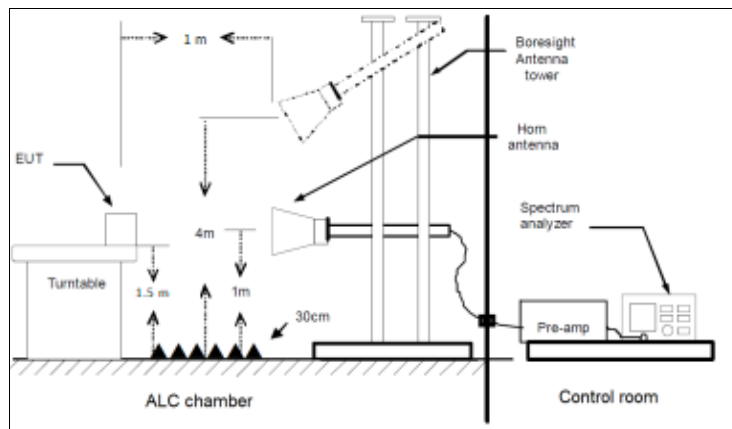 1 m
Boresight
Antenna
tower
Horn
antenna
EUT
Spectrum
analyzer
4m
Turntable
1.5 m
1m
30cm
Pre-amp
ALC chamber
Control room